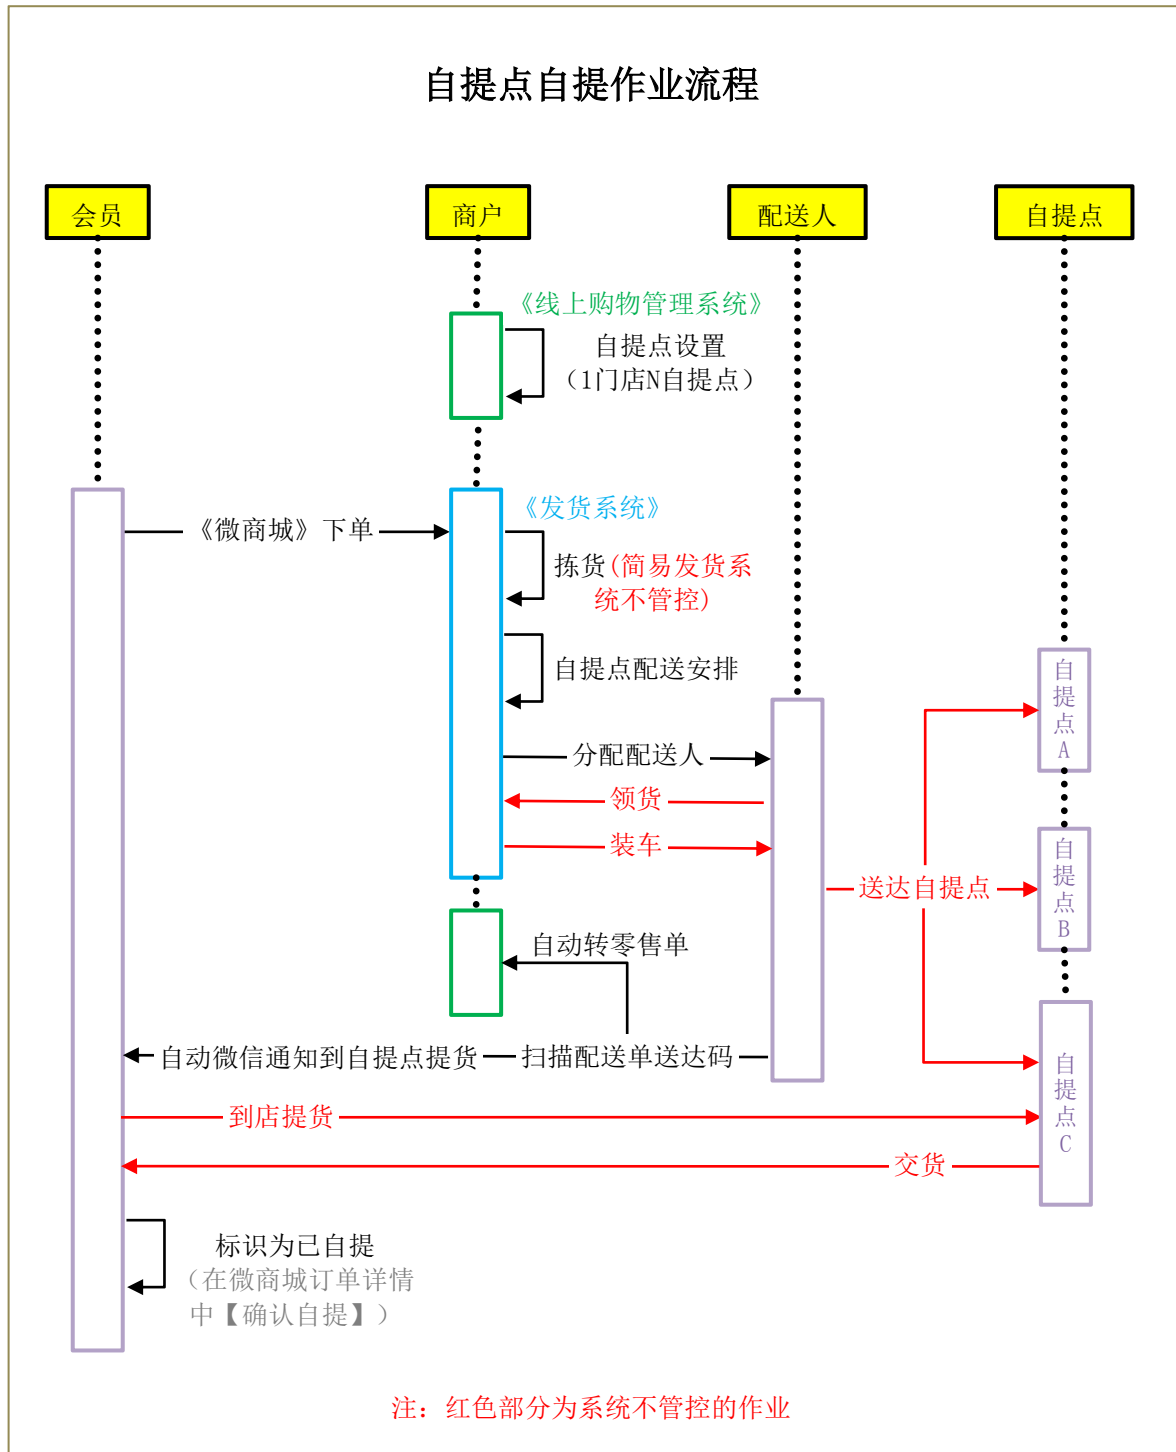 自提点自提作业流程
会员
商户
配送人
自提点
《线上购物管理系统》
自提点设置
（1门店N自提点）
《发货系统》
《微商城》下单
拣货(简易发货系
统不管控)
自提点配送安排
自提点A
分配配送人
领货
装车
自提点B
送达自提点
自动转零售单
自动微信通知到自提点提货
扫描配送单送达码
自提点C
到店提货
交货
标识为已自提
（在微商城订单详情
中【确认自提】）
注：红色部分为系统不管控的作业